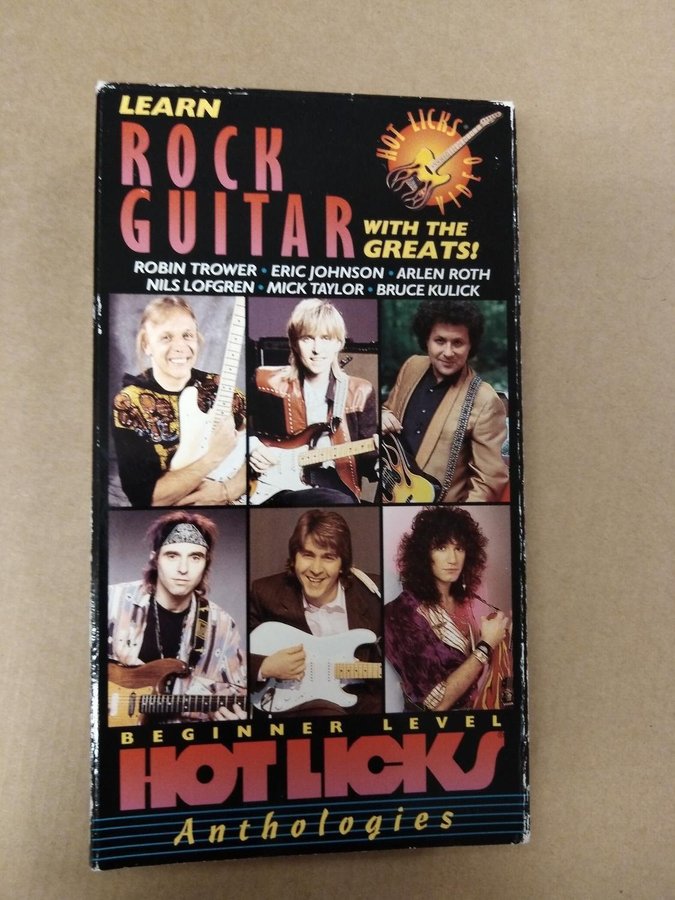 LEARN
ROCK
GUITAR
WITH THE
GREATS!
HOT LICKS
VIDEO
ROBIN TROWER • ERIC JOHNSON • ARLEN ROTH
NILS LOFGREN • MICK TAYLOR • BRUCE KULICK
BEGINNER LEVEL
HOT LICKS®
Anthologies